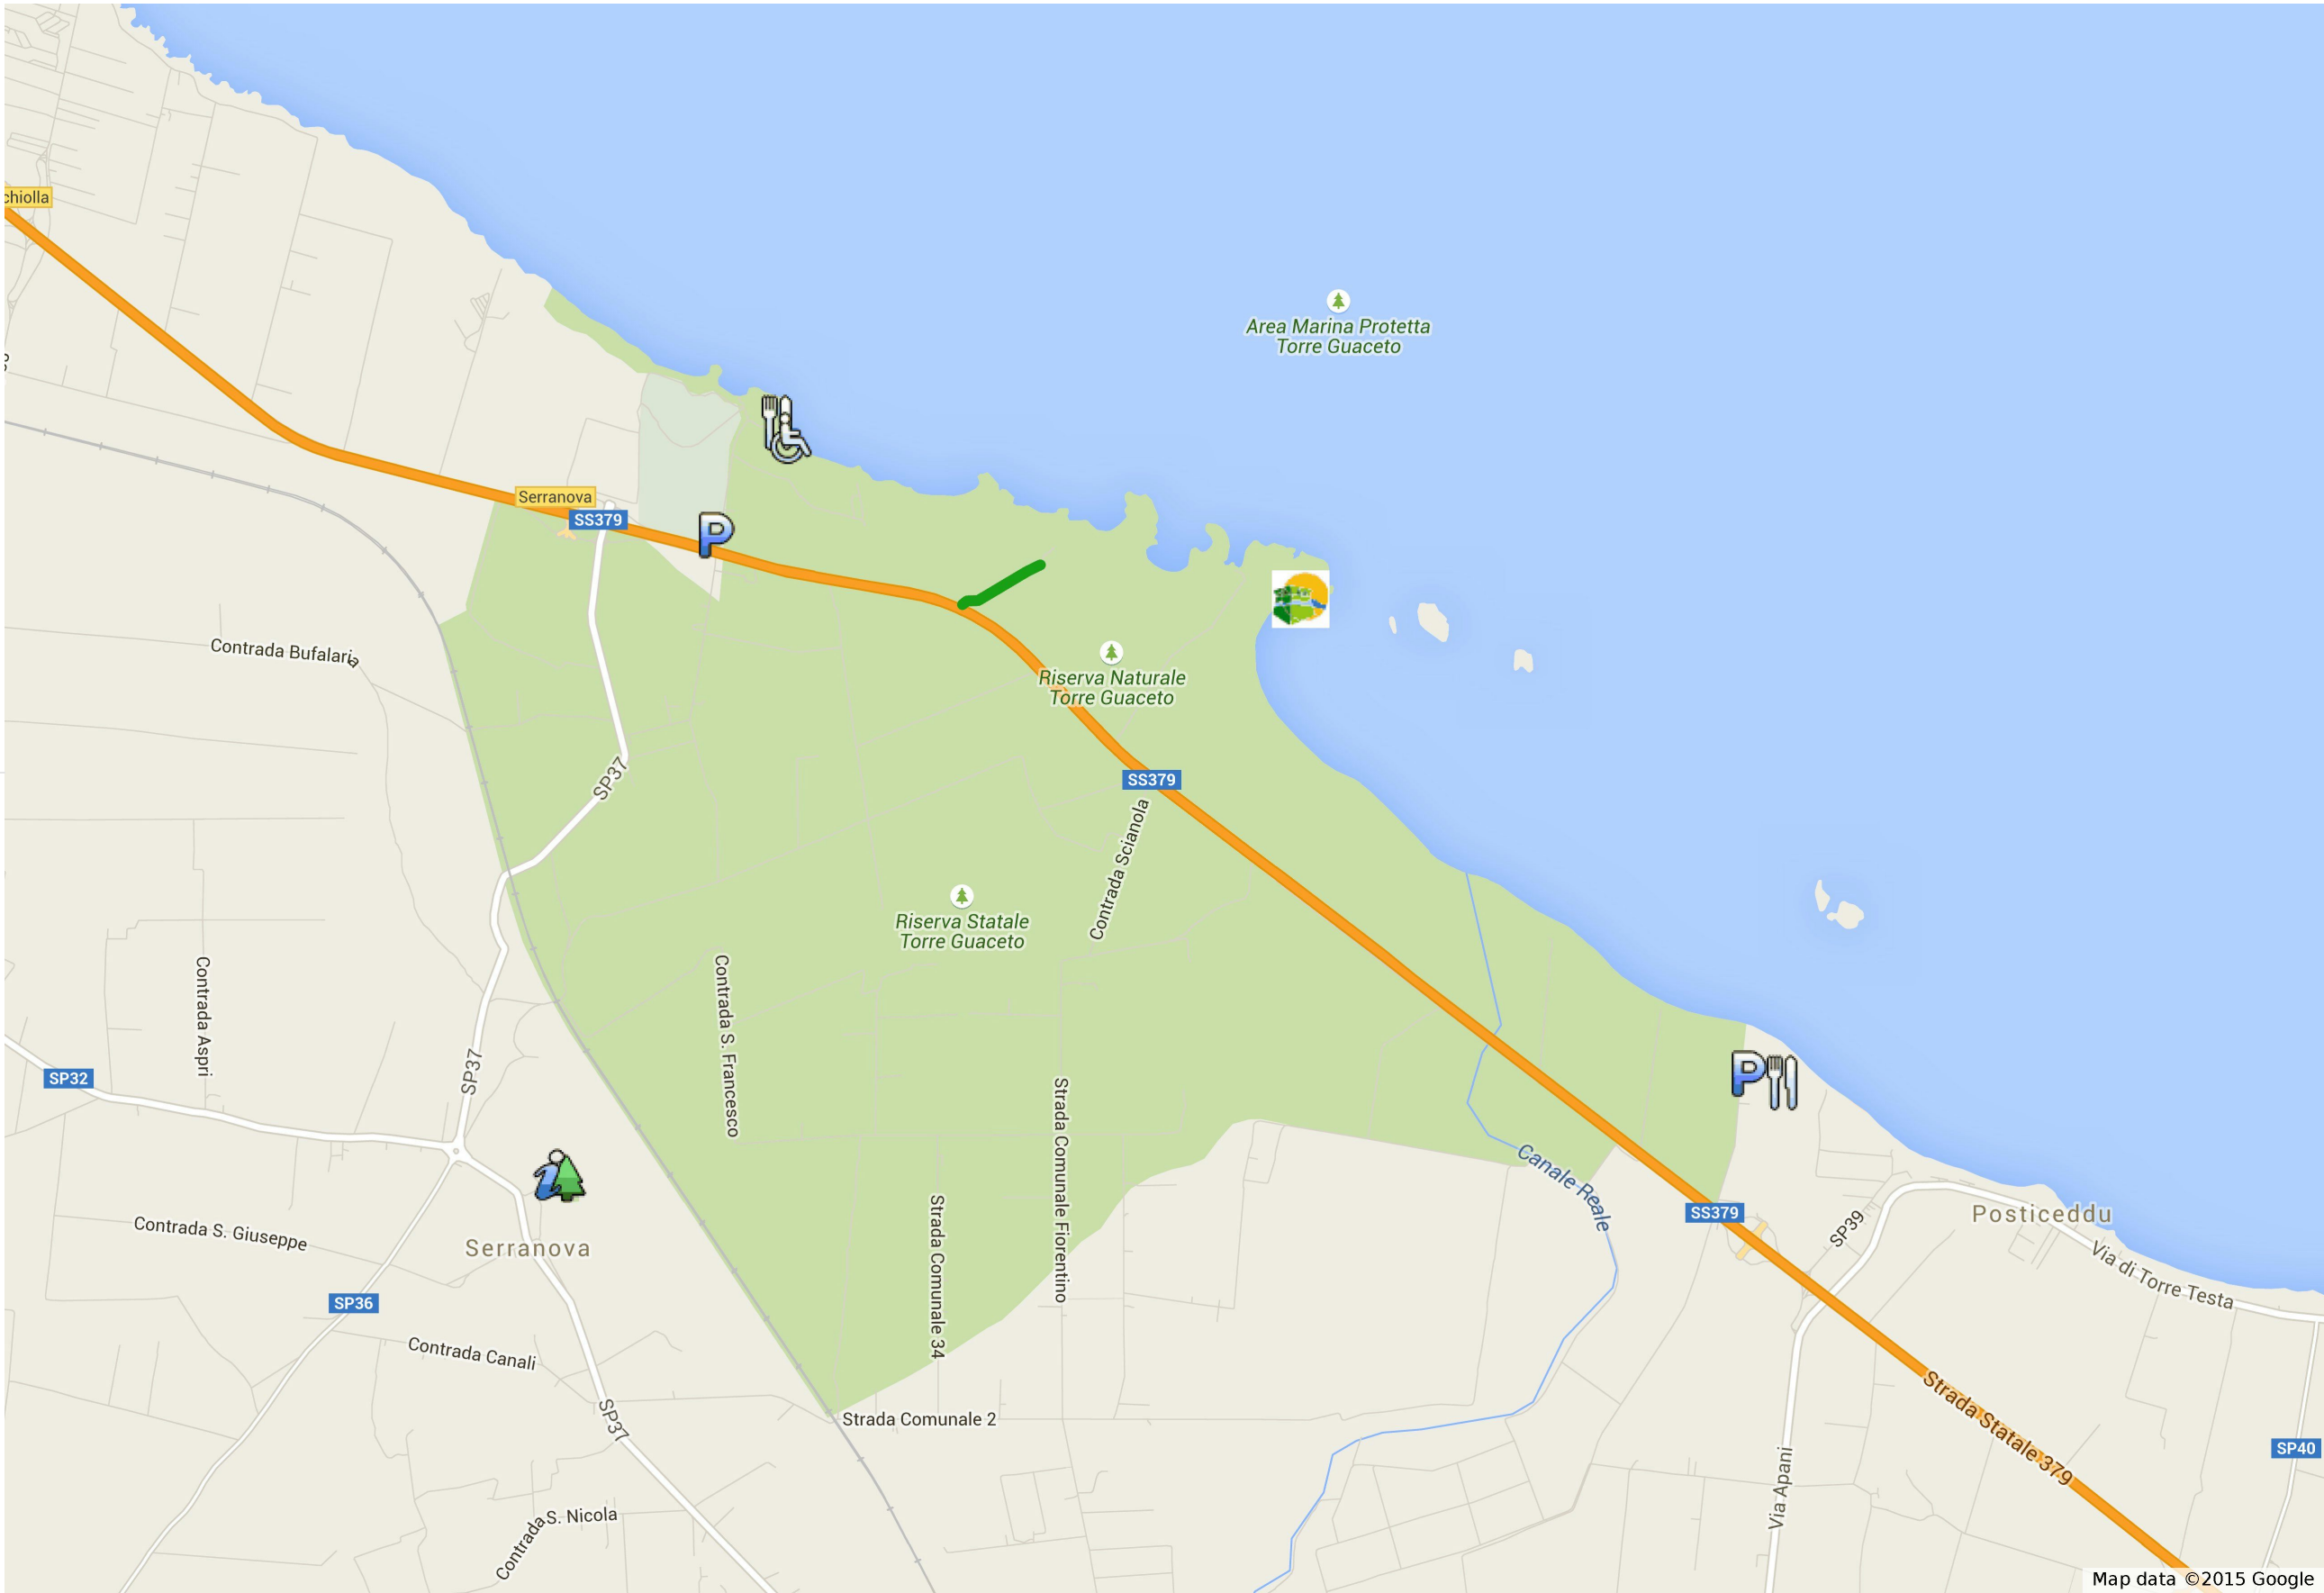 chiolla
Area Marina Protetta
Torre Guaceto
Serranova
SS379
P
Contrada Bufalaria
Riserva Naturale
Torre Guaceto
SP37
SS379
Contrada Scianola
Riserva Statale
Torre Guaceto
Contrada Aspri
Contrada S. Francesco
SP32
SP37
P
Strada Comunale Fiorentino
Canale Reale
i
Strada Comunale 34
SS379
SP39
Posticeddu
Contrada S. Giuseppe
Serranova
Via di Torre Testa
SP36
Contrada Canali
SP37
Strada Comunale 2
Strada Statale 379
SP40
Via Apani
Contrada S. Nicola
Map data ©2015 Google